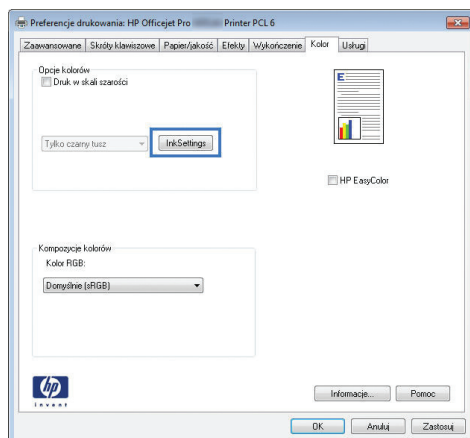 Preferencje drukowania: HP Officejet Pro Printer PCL 6
Zaawansowane Skróty klawiszowe Papier/jakość Efekty Wykończenie Kolor Usługi
Opcje kolorów
Druk w skali szarości
E
Tylko czarny tusz InkSettings
HP EasyColor
Kompozycje kolorów
Kolor RGB:
Domyślnie (sRGB)
hp
invent
Informacje... Pomoc
OK Anuluj Zastosuj